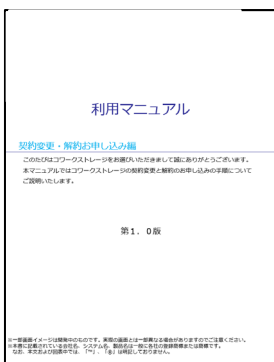 利用マニュアル
契約変更・解約お申し込み編
このたびはコワークストレージをお選びいただきまして誠にありがとうございます。
本マニュアルではコワークストレージの契約変更と解約のお申し込みの手順について
ご説明いたします。
第1．0版
※一部画面イメージは開発中のものです。実際の画面とは一部異なる場合がありますのでご注意ください。
※本書に記載されている会社名、システム名、製品名は一般に各社の登録商標または商標です。
なお、本文および図表中では、「™」、「®」は明記しておりません。